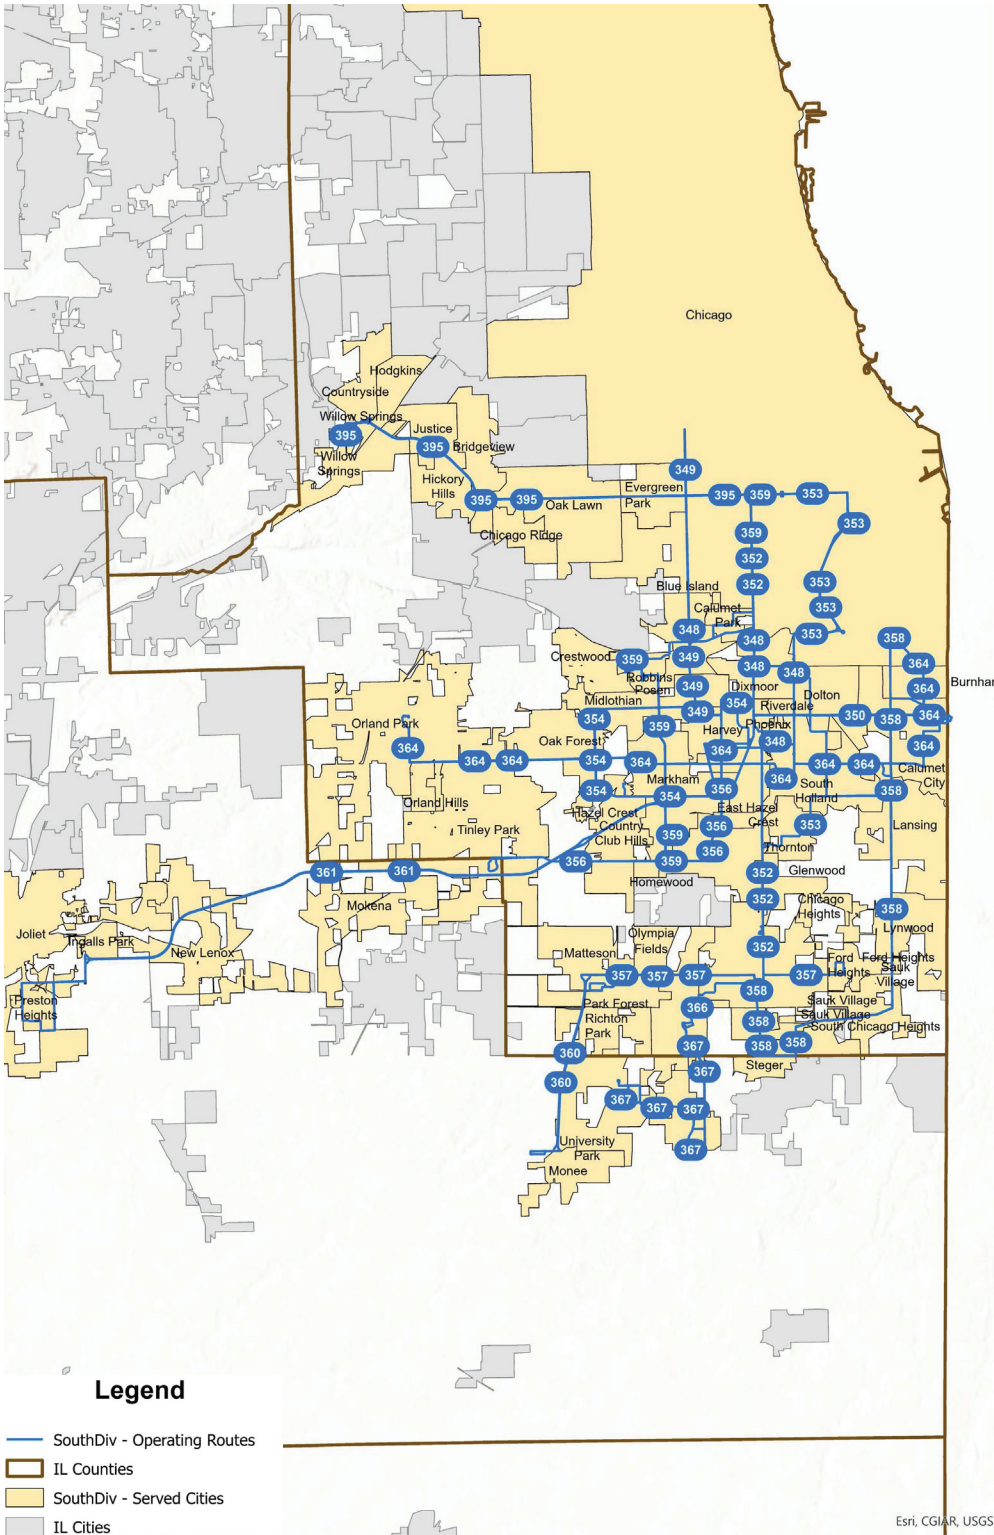 Chicago
Hodgkins
Countryside
Willow Springs
395
Justice
395
Bridgeview
Willow
Springs
349
Hickory
Hills
Evergreen
Park
395
395
Oak Lawn
395
359
353
353
Chicago Ridge
359
352
352
353
Blue Island
353
Calumet
Park
348
348
353
358
Crestwood
359
349
348
348
364
Robbins
Posen
349
Dixmoor
Dolton
364
Burnhar
Midlothian
354
349
354
Riverdale
350
358
364
Orland Park
359
Harvey
Phoenix
364
Oak Forest
364
348
364
364
364
354
364
364
364
Calumet
City
Markham
364
South
Holland
354
354
356
358
Orland Hills
Hazel Crest
East Hazel
Crest
Tinley Park
Country
Club Hills
359
356
353
Lansing
356
359
356
Thornton
361
361
352
Glenwood
Homewood
Mokena
352
Chicago
Heights
358
Lynwood
Joliet
Ingalls Park
Olympia
Fields
352
New Lenox
Matteson
Ford
Heights
Ford Heights
Sauk
Village
357
357
357
357
358
Preston
Heights
Park Forest
366
Sauk Village
Richton
Park
358
Sauk Village
South Chicago Heights
367
358
358
360
Steger
367
360
367
367
367
University
Park
367
Monee
Legend
SouthDiv - Operating Routes
IL Counties
SouthDiv - Served Cities
IL Cities
Esri, CGIAR, USGS